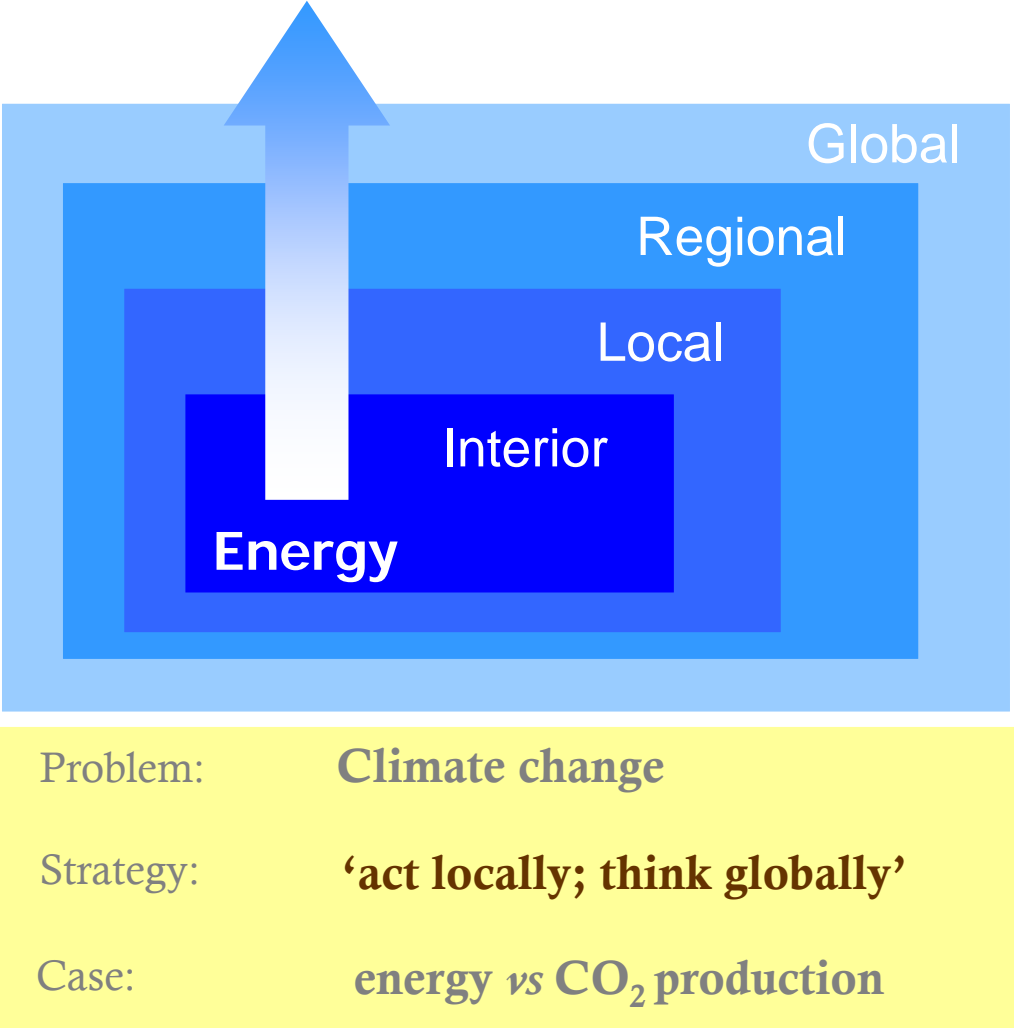 Global
Regional
Local
Interior
Energy
Problem: Climate change
Strategy: ‘act locally; think globally’
Case: energy vs CO₂ production